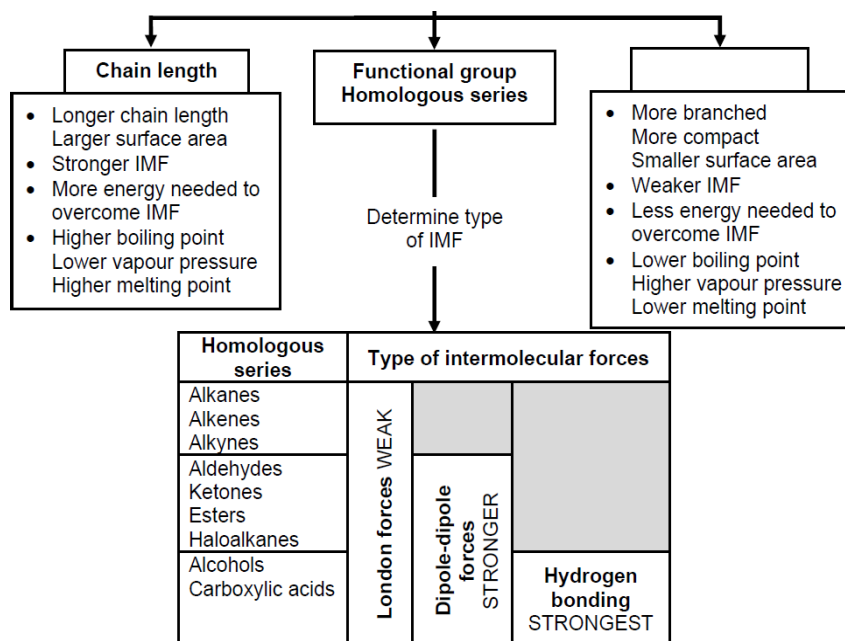 Chain length
• Longer chain length
Larger surface area
• Stronger IMF
• More energy needed to
overcome IMF
• Higher boiling point
Lower vapour pressure
Higher melting point
Functional group
Homologous series
Determine type
of IMF
• More branched
More compact
Smaller surface area
• Weaker IMF
• Less energy needed to
overcome IMF
• Lower boiling point
Higher vapour pressure
Lower melting point
Homologous
series
Type of intermolecular forces
Alkanes
Alkenes
Alkynes
Aldehydes
Ketones
Esters
Haloalkanes
Alcohols
Carboxylic acids
London forces WEAK
Dipole-dipole
forces
STRONGER
Hydrogen
bonding
STRONGEST